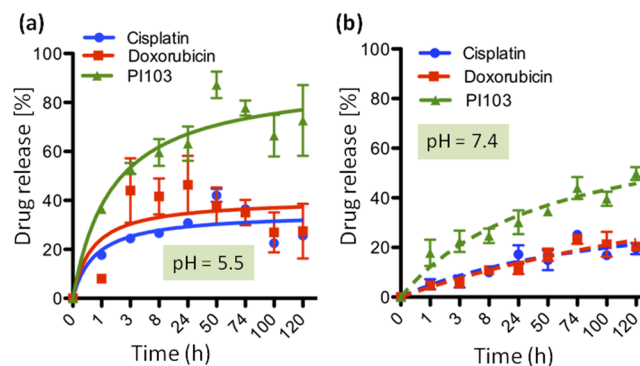 (a)
Cisplatin
Doxorubicin
PI103
Drug release [%]
100
80
60
40
20
0
pH = 5.5
0 1 3 8 24 50 74 100 120
Time (h)
(b)
Cisplatin
Doxorubicin
PI103
Drug release [%]
100
80
60
40
20
0
pH = 7.4
0 1 3 8 24 50 74 100 120
Time (h)